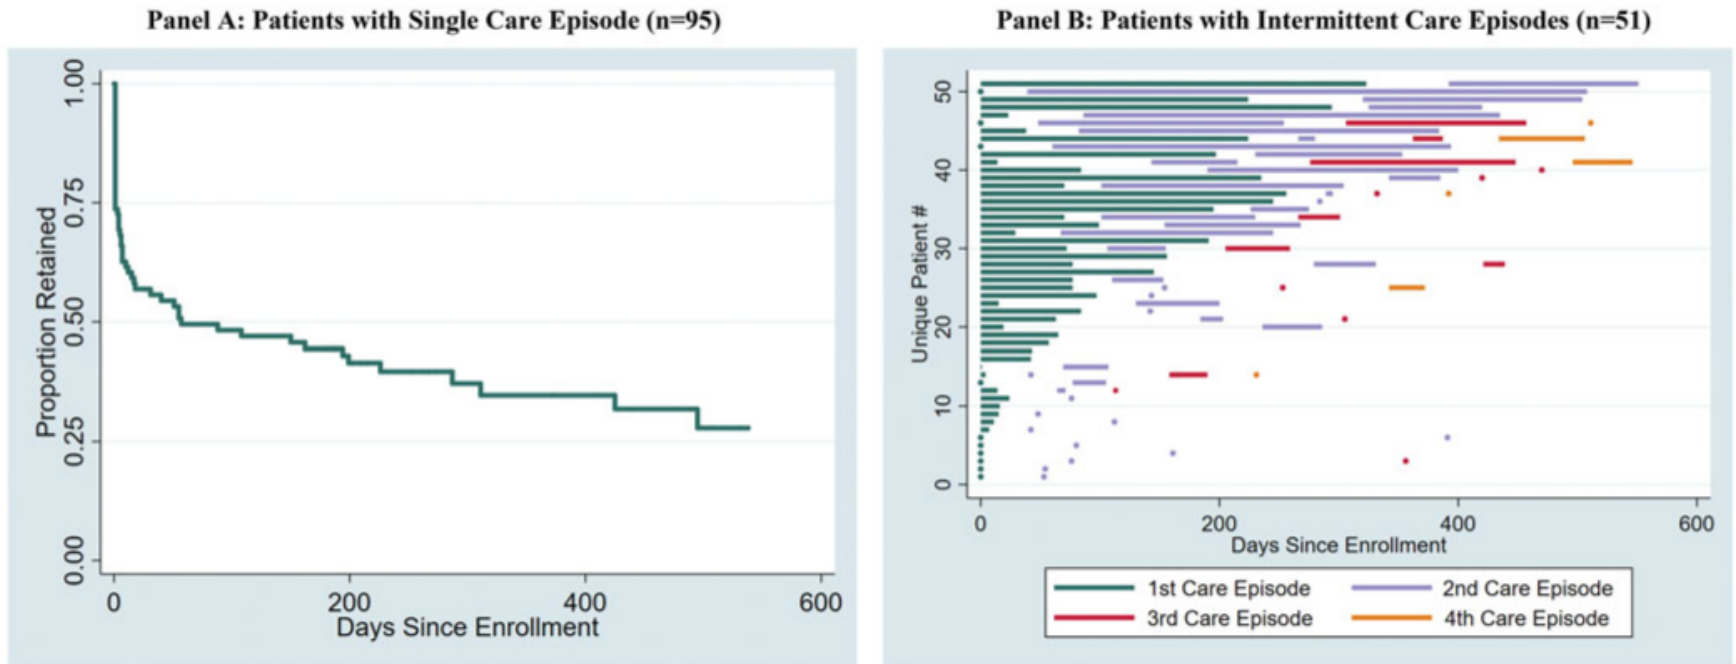 Panel A: Patients with Single Care Episode (n=95)
Proportion Retained
1.00
0.75
0.50
0.25
0.00
0 200 400 600
Days Since Enrollment
Panel B: Patients with Intermittent Care Episodes (n=51)
Unique Patient #
50
40
30
20
10
0
0 200 400 600
Days Since Enrollment
1st Care Episode 2nd Care Episode
3rd Care Episode 4th Care Episode